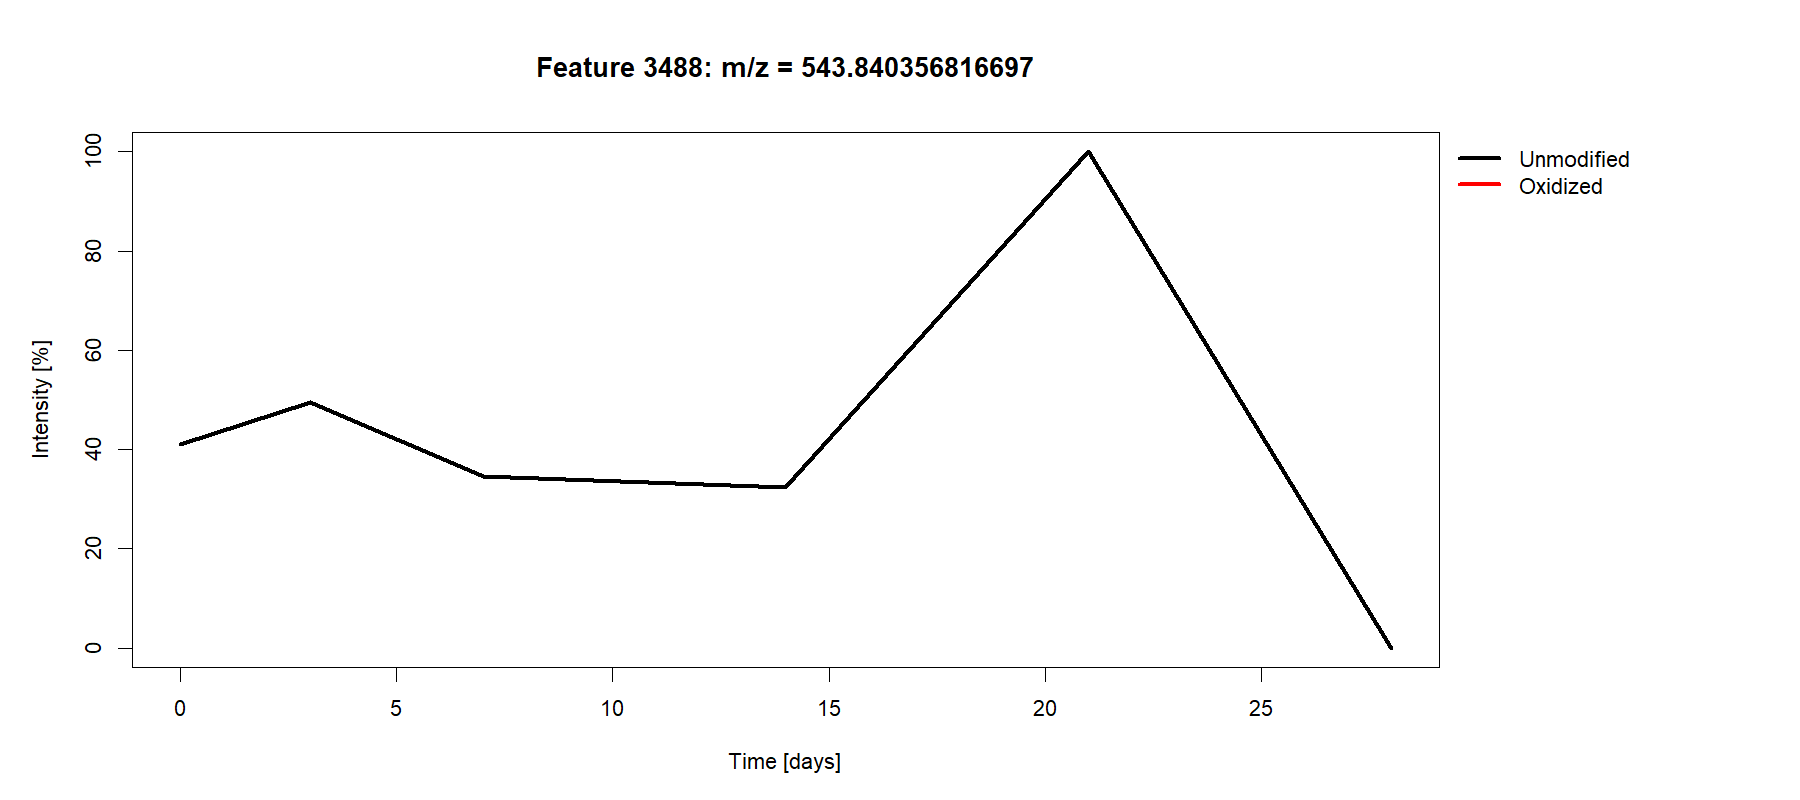 Feature 3488: m/z = 543.840356816697
Unmodified
Oxidized
Intensity [%]
100
80
60
40
20
0
0 5 10 15 20 25
Time [days]